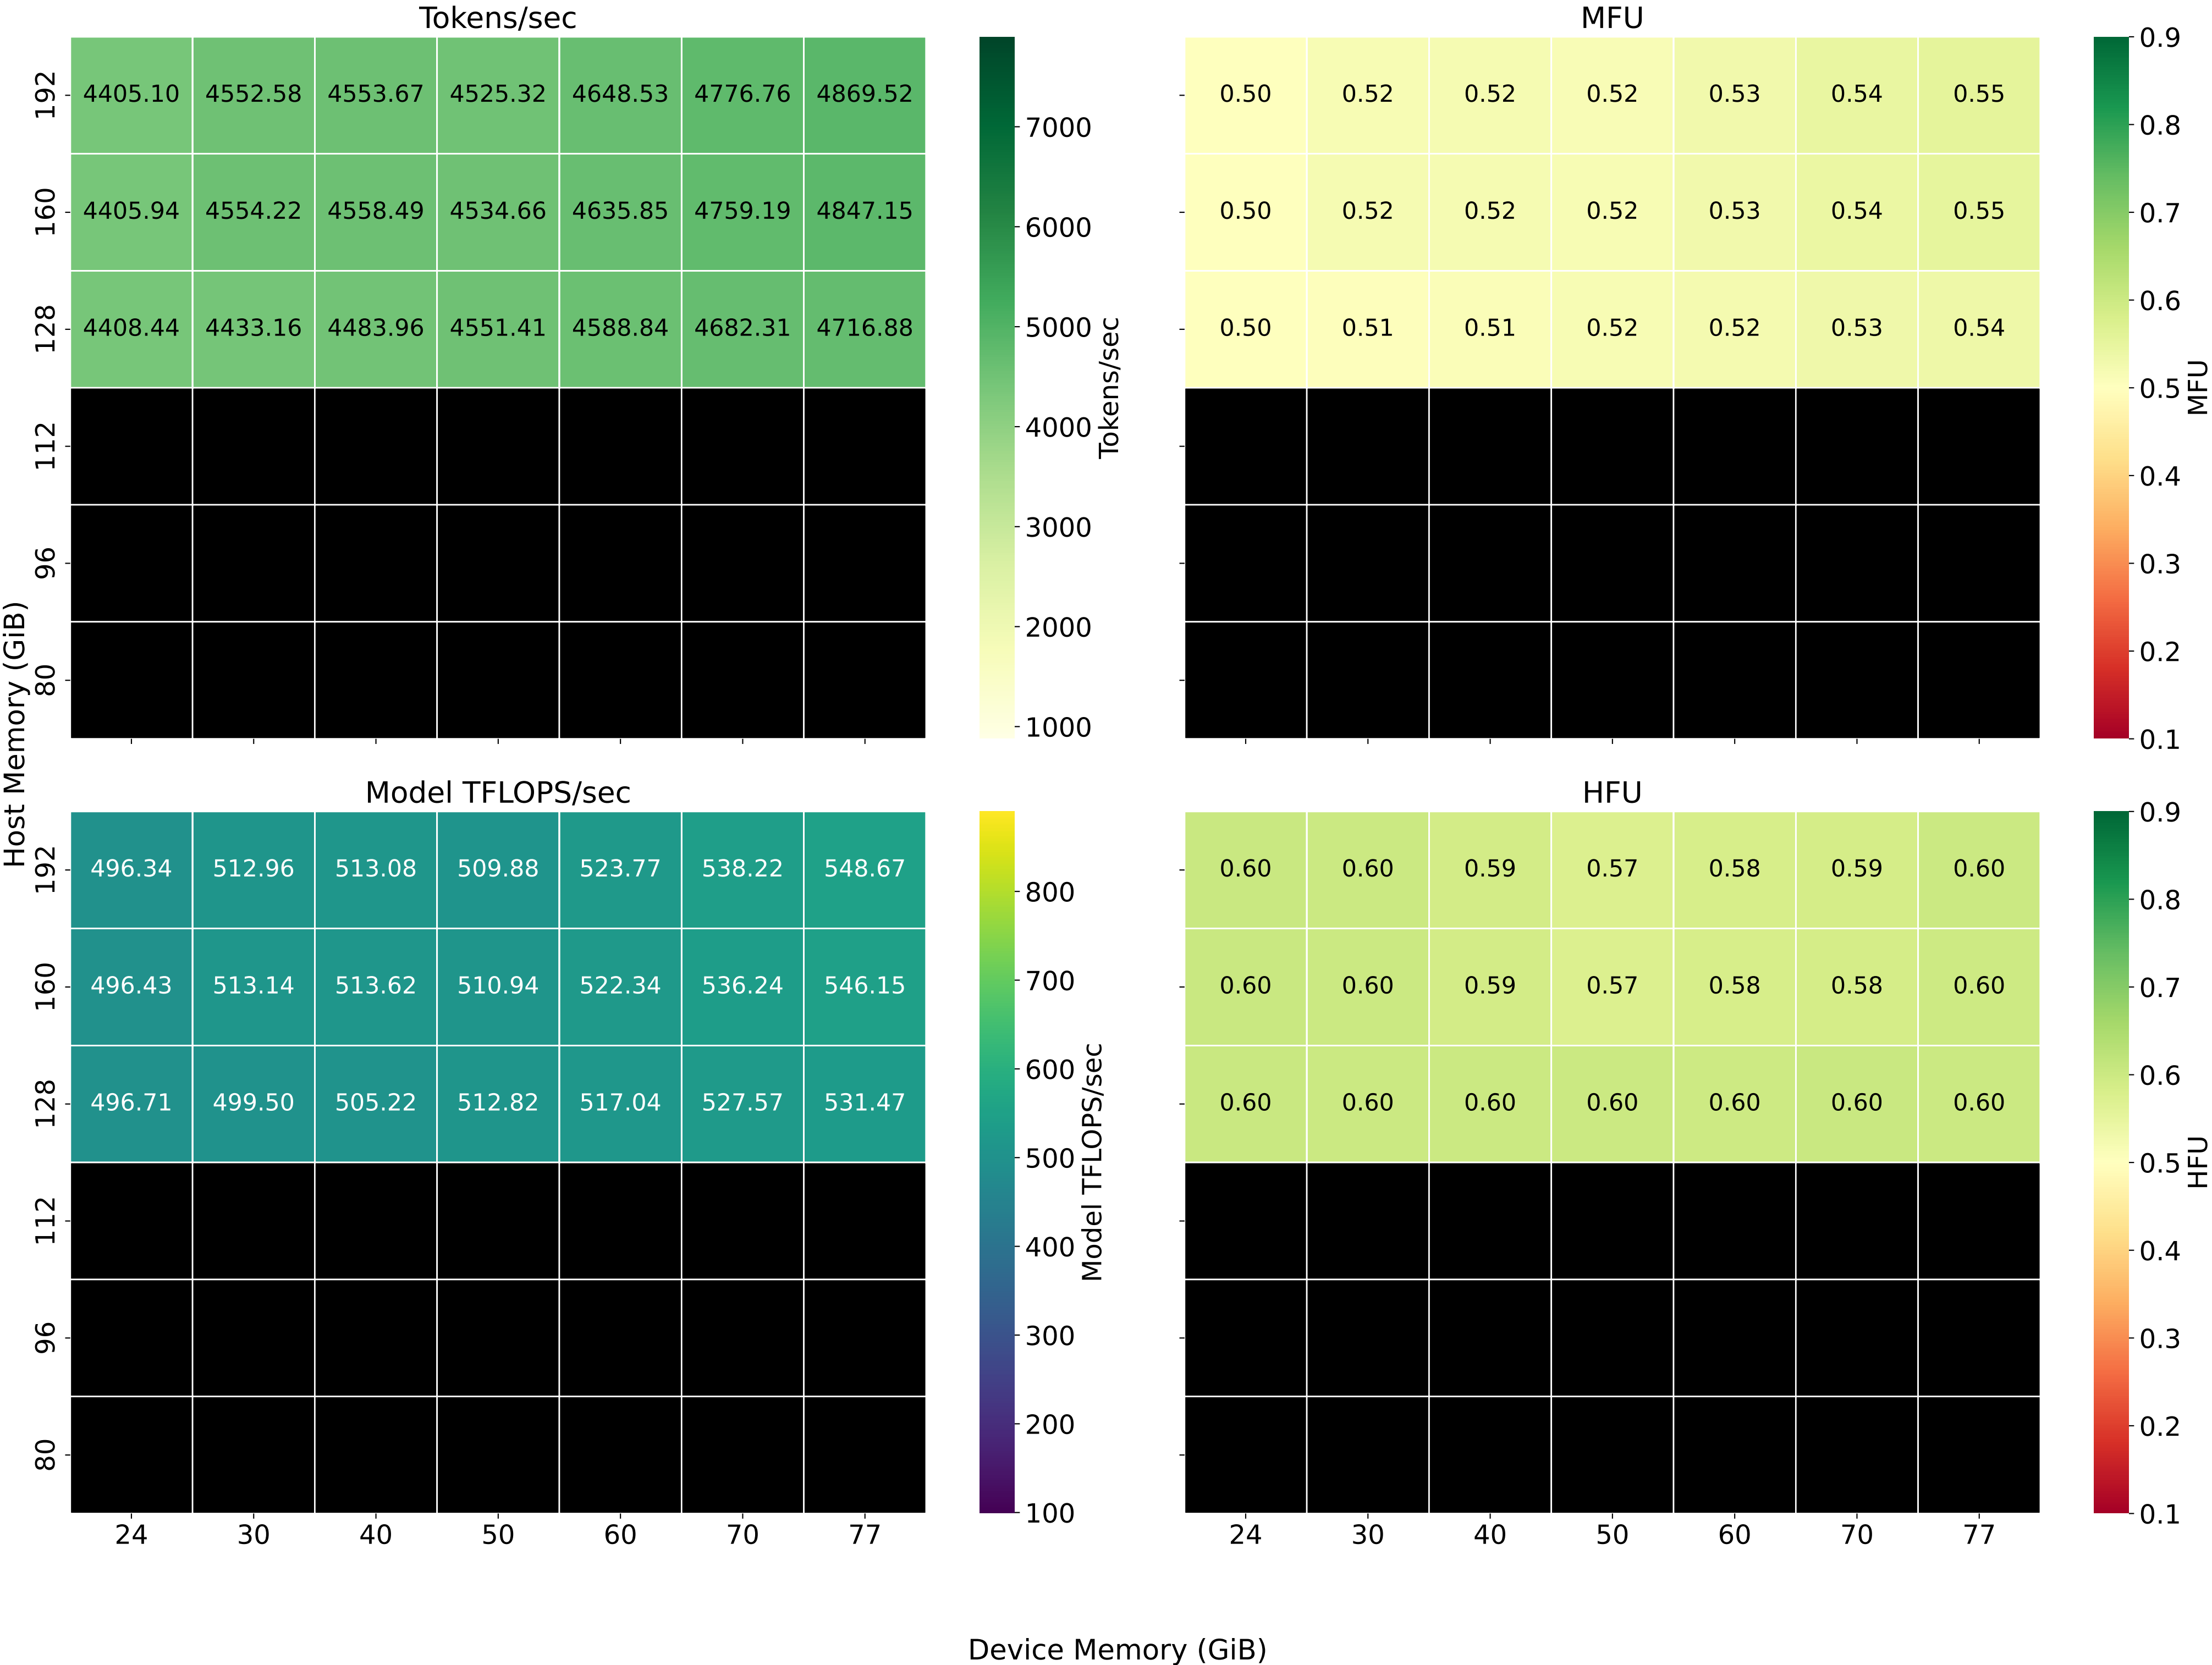 Tokens/sec
192 4405.10 4552.58 4553.67 4525.32 4648.53 4776.76 4869.52
160 4405.94 4554.22 4558.49 4534.66 4635.85 4759.19 4847.15
128 4408.44 4433.16 4483.96 4551.41 4588.84 4682.31 4716.88
112
96
80
7000
6000
5000
4000
3000
2000
1000
Tokens/sec
MFU
0.50 0.52 0.52 0.52 0.53 0.54 0.55
0.50 0.52 0.52 0.52 0.53 0.54 0.55
0.50 0.51 0.51 0.52 0.52 0.53 0.54
0.9
0.8
0.7
0.6
0.5
0.4
0.3
0.2
0.1
MFU
Host Memory (GiB)
Model TFLOPS/sec
192 496.34 512.96 513.08 509.88 523.77 538.22 548.67
160 496.43 513.14 513.62 510.94 522.34 536.24 546.15
128 496.71 499.50 505.22 512.82 517.04 527.57 531.47
112
96
80
24 30 40 50 60 70 77
800
700
600
500
400
300
200
100
Model TFLOPS/sec
HFU
0.60 0.60 0.59 0.57 0.58 0.59 0.60
0.60 0.60 0.59 0.57 0.58 0.58 0.60
0.60 0.60 0.60 0.60 0.60 0.60 0.60
24 30 40 50 60 70 77
0.9
0.8
0.7
0.6
0.5
0.4
0.3
0.2
0.1
HFU
Device Memory (GiB)